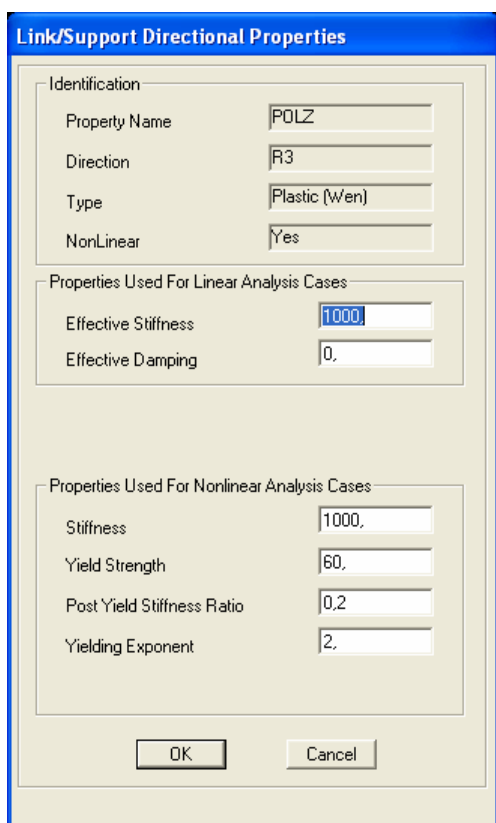 Link/Support Directional Properties
Identification
Property Name POLZ
Direction R3
Type Plastic (Wen)
NonLinear Yes
Properties Used For Linear Analysis Cases
Effective Stiffness 1000,
Effective Damping 0,
Properties Used For Nonlinear Analysis Cases
Stiffness 1000,
Yield Strength 60,
Post Yield Stiffness Ratio 0,2
Yielding Exponent 2,
OK Cancel